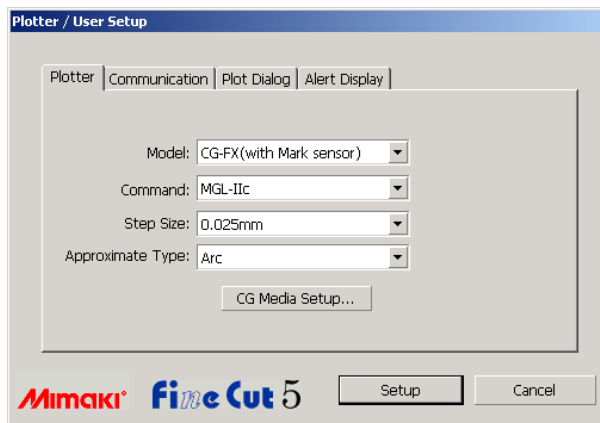 Plotter / User Setup
Plotter Communication Plot Dialog Alert Display
Model: CG-FX(with Mark sensor)
Command: MGL-IIc
Step Size: 0.025mm
Approximate Type: Arc
CG Media Setup...
Mimaki Fine Cut 5 Setup Cancel